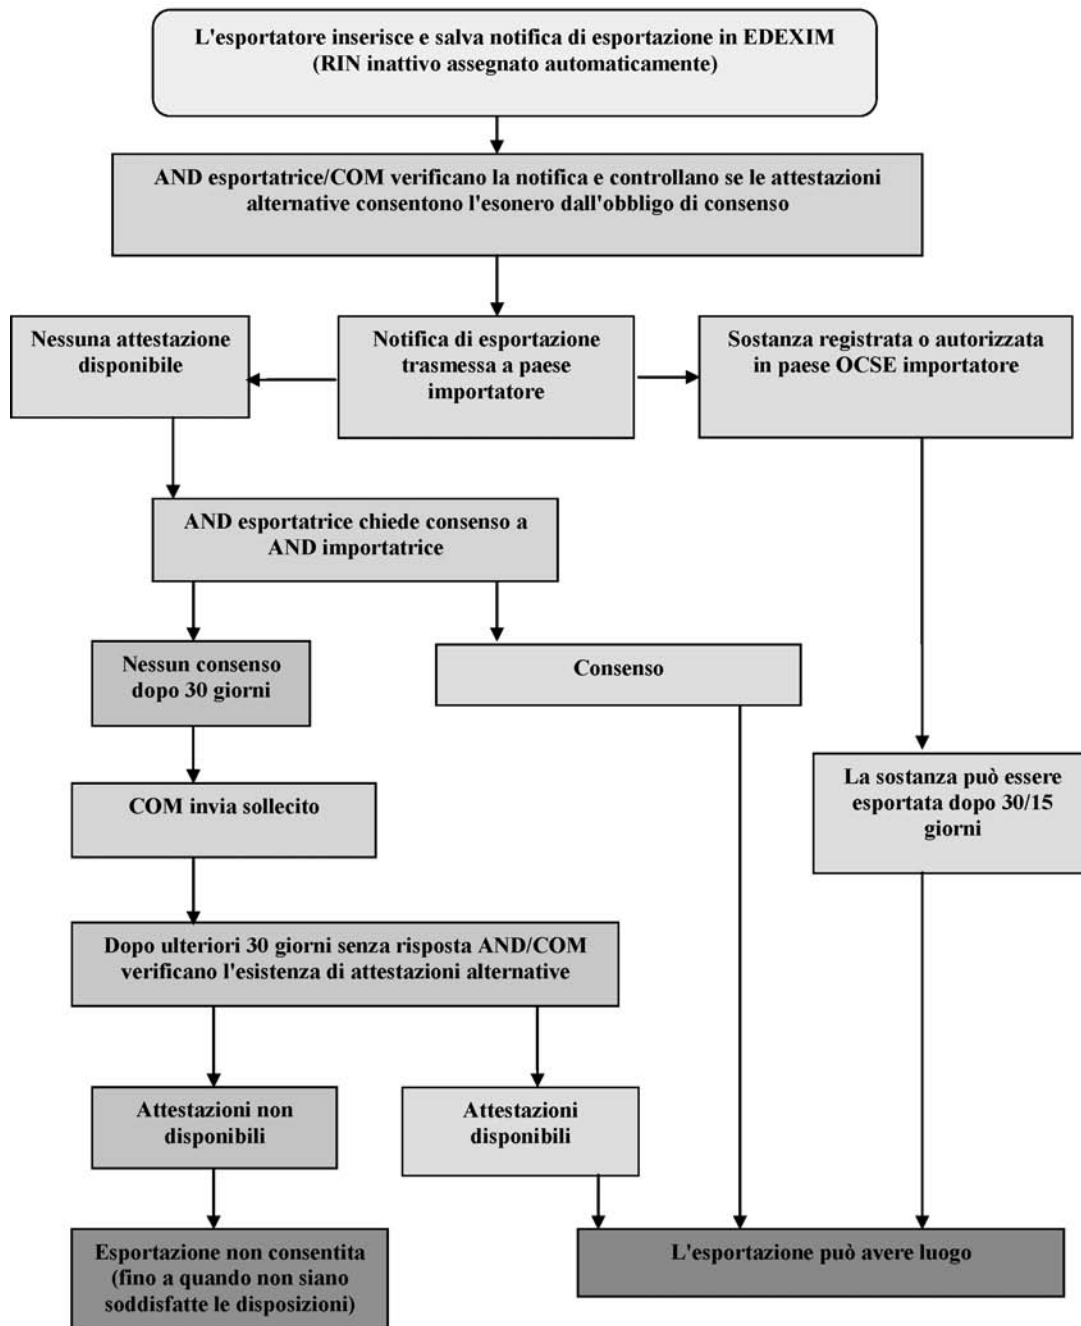 L'esportatore inserisce e salva notifica di esportazione in EDEXIM
(RIN inattivo assegnato automaticamente)
AND esportatrice/COM verificano la notifica e controllano se le attestazioni
alternative consentono l'esonero dall'obbligo di consenso
Nessuna attestazione
disponibile
Notifica di esportazione
trasmessa a paese
importatore
Sostanza registrata o autorizzata
in paese OCSE importatore
AND esportatrice chiede consenso a
AND importatrice
Nessun consenso
dopo 30 giorni
Consenso
COM invia sollecito
La sostanza può essere
esportata dopo 30/15
giorni
Dopo ulteriori 30 giorni senza risposta AND/COM
verificano l'esistenza di attestazioni alternative
Attestazioni non
disponibili
Attestazioni
disponibili
Esportazione non consentita
(fino a quando non siano
soddisfatte le disposizioni)
L'esportazione può avere luogo